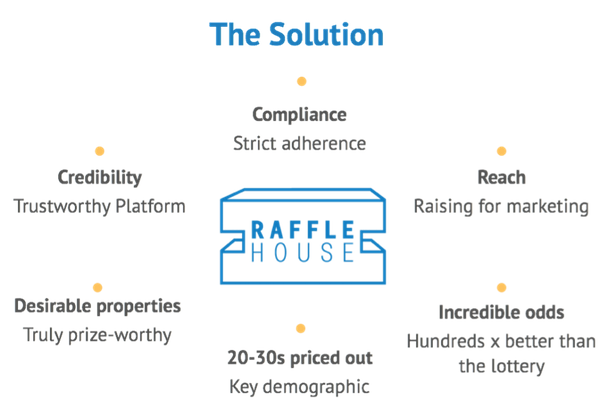 The Solution
Compliance
Strict adherence
Credibility
Trustworthy Platform
Reach
Raising for marketing
RAFFLE
HOUSE
Desirable properties
Truly prize-worthy
Incredible odds
Hundreds x better than
the lottery
20-30s priced out
Key demographic